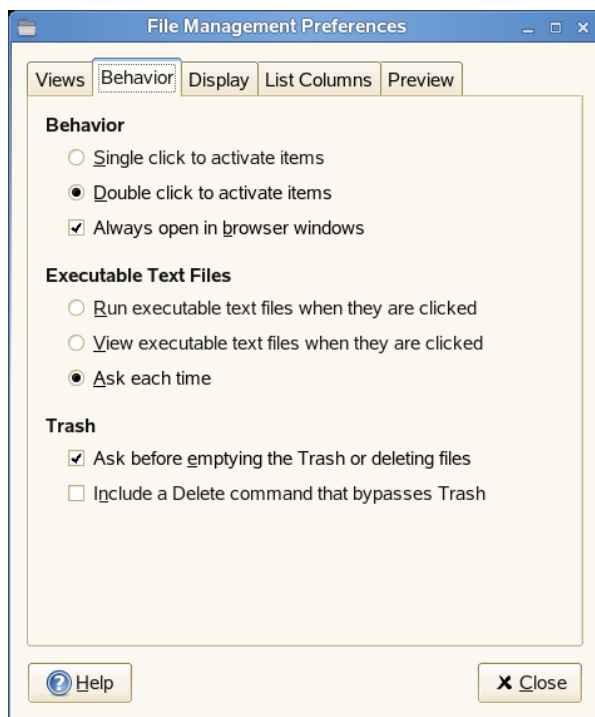 File Management Preferences
Views Behavior Display List Columns Preview
Behavior
Single click to activate items
Double click to activate items
Always open in browser windows
Executable Text Files
Run executable text files when they are clicked
View executable text files when they are clicked
Ask each time
Trash
Ask before emptying the Trash or deleting files
Include a Delete command that bypasses Trash
Help Close